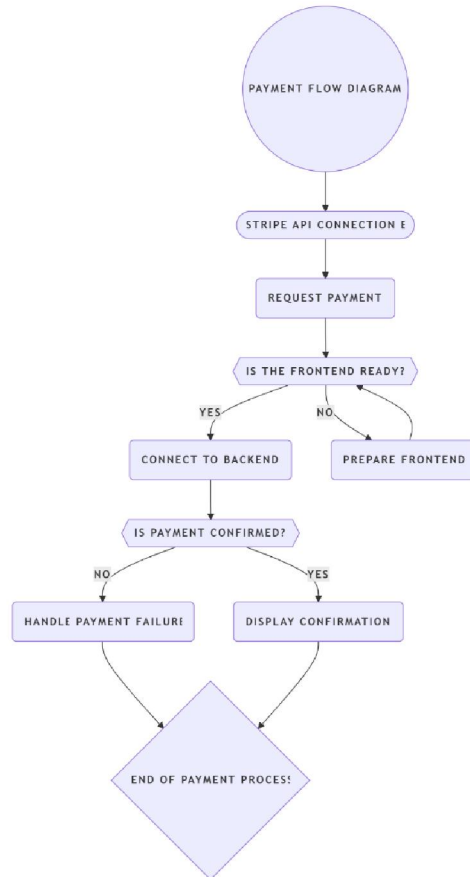 PAYMENT FLOW DIAGRAM
STRIPE API CONNECTION E
REQUEST PAYMENT
IS THE FRONTEND READY?
YES
NO
CONNECT TO BACKEND
PREPARE FRONTEND
IS PAYMENT CONFIRMED?
NO
YES
HANDLE PAYMENT FAILURE
DISPLAY CONFIRMATION
END OF PAYMENT PROCES